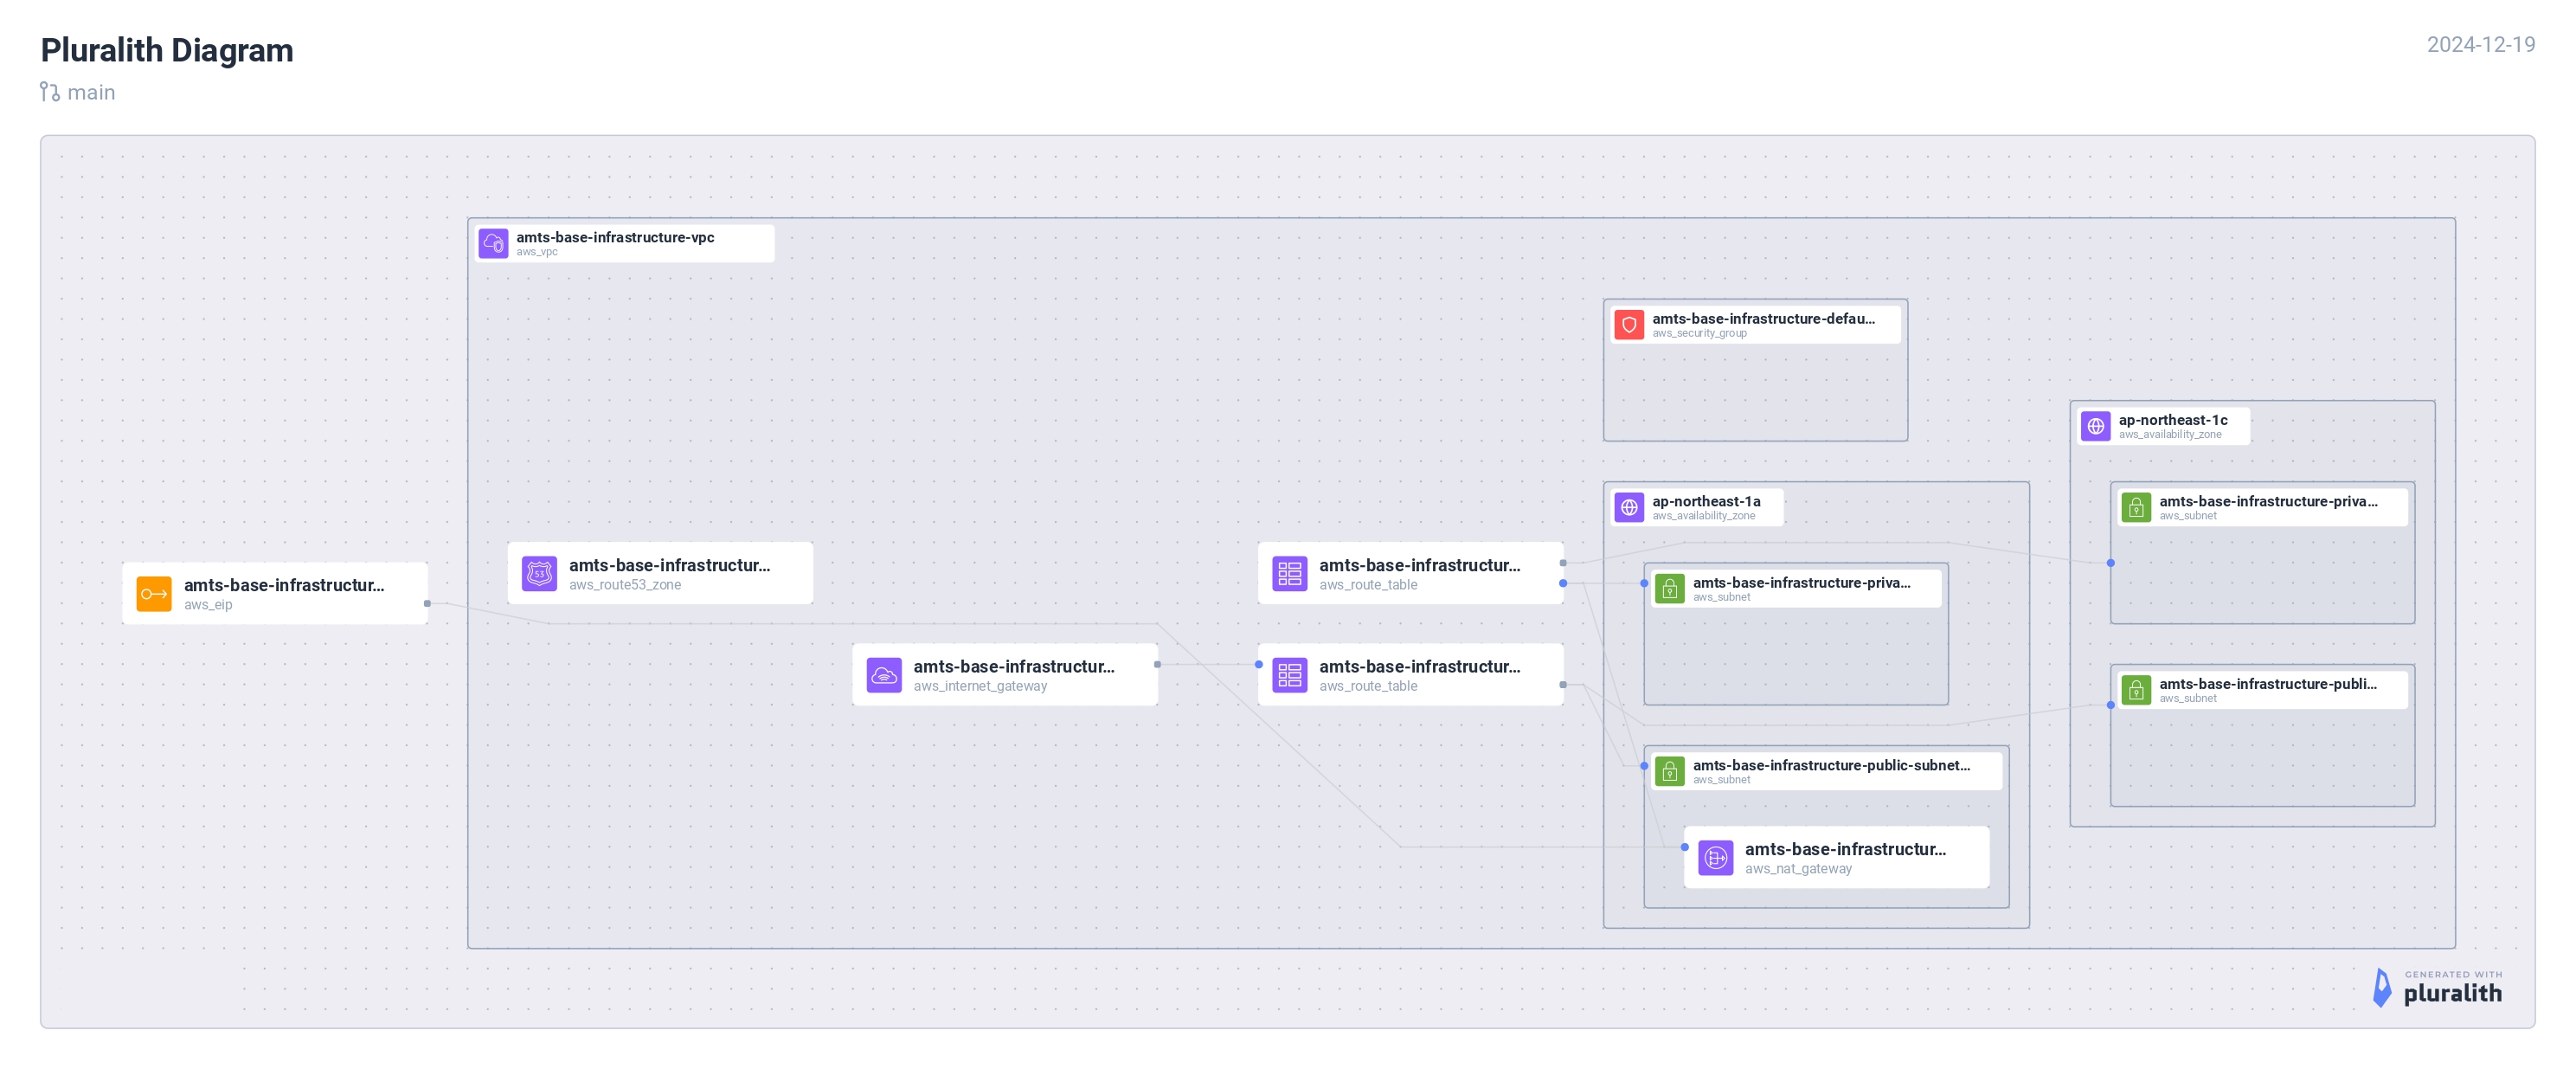 Pluralith Diagram
2024-12-19
main
amts-base-infrastructure-vpc
aws_vpc
amts-base-infrastructure-defau...
aws_security_group
ap-northeast-1c
aws_availability_zone
ap-northeast-1a
aws_availability_zone
amts-base-infrastructure-priva...
aws_subnet
amts-base-infrastructur...
aws_eip
53
amts-base-infrastructur...
aws_route53_zone
amts-base-infrastructur...
aws_route_table
amts-base-infrastructure-priva...
aws_subnet
amts-base-infrastructur...
aws_internet_gateway
amts-base-infrastructur...
aws_route_table
amts-base-infrastructure-publi...
aws_subnet
amts-base-infrastructure-public-subnet...
aws_subnet
amts-base-infrastructur...
aws_nat_gateway
GENERATED WITH
pluralith